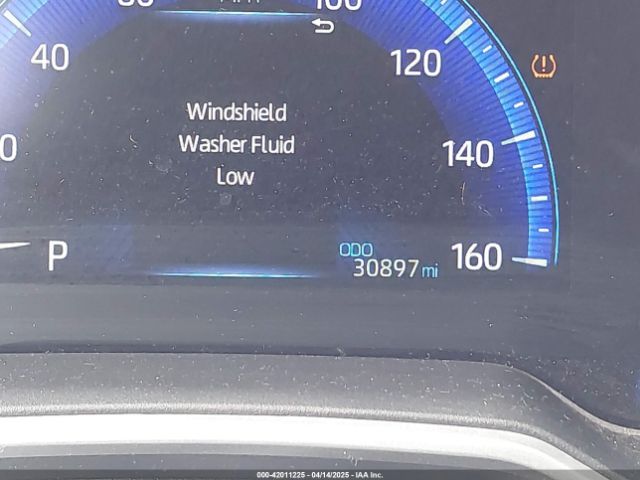 40
120
Windshield
Washer Fluid
Low
140
P
ODO
30897 mi
160
000-42011225 - 04/14/2025 - IAA Inc.